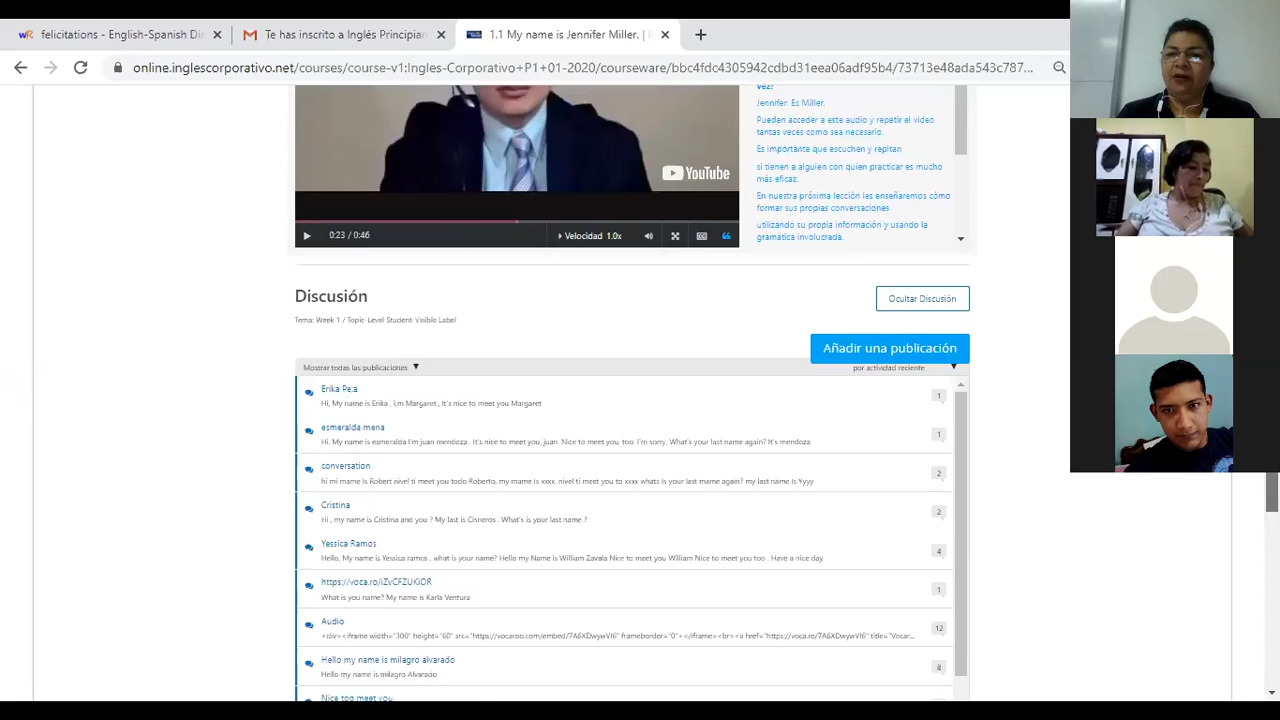 felicitations - English-Spanish Di
Te has inscrito a Inglés Principian
1.1 My name is Jennifer Miller. |
online.inglescorporativo.net/courses/course-v1:Ingles-Corporativo+P1+01-2020/courseware/bbc4fdc4305942cdbd31eea06adf95b4/73713e48ada543c787...
vez?
Jennifer. Es Miller.
Pueden acceder a este audio y repetir el video
tantas veces como sea necesario.
Es importante que escuchen y repitan
si tienen a alguien con quien practicar es mucho
más eficaz.
En nuestra próxima lección les enseñaremos cómo
formar sus propias conversaciones
utilizando su propia información y usando la
gramática involucrada.
YouTube
0:23 / 0:46
Velocidad 1.0x
Discusión
Ocultar Discusión
Tema: Week 1 / Topic-Level Student-Visible Label
Añadir una publicación
Mostrar todas las publicaciones
por actividad reciente
Erika Pe:a
1
Hi, My name is Erika , I,m Margaret , It's nice to meet you Margaret
esmeralda mena
1
Hi, My name is esmeralda I'm juan mendoza . It's nice to meet you, juan. Nice to meet you, too. I'm sorry, What's your last name again? It's mendoza
conversation
2
hi mi mame is Robert nivel ti meet you todo Roberto, my mame is xxxx. nivel ti meet you to xxxx whats is your last mame again? my last name is Yyyy
Cristina
2
Hi , my name is Cristina and you ? My last is Cisneros . What's is your last name ?
Yessica Ramos
4
Hello, My name is Yessica ramos , what is your name? Hello my Name is William Zavala Nice to meet you William Nice to meet you too . Have a nice day
https://voca.ro/iZvCFZUKiOR
1
What is you name? My name is Karla Ventura
Audio
12
<div><iframe width="300" height="60" src="https://vocaroo.com/embed/7A6XDwywVI6" frameborder="0"></iframe><br><a href="https://voca.ro/7A6XDwywVI6" title="Vocar...
Hello my name is milagro alvarado
8
Hello my name is milagro Alvarado
Nice too meet you.